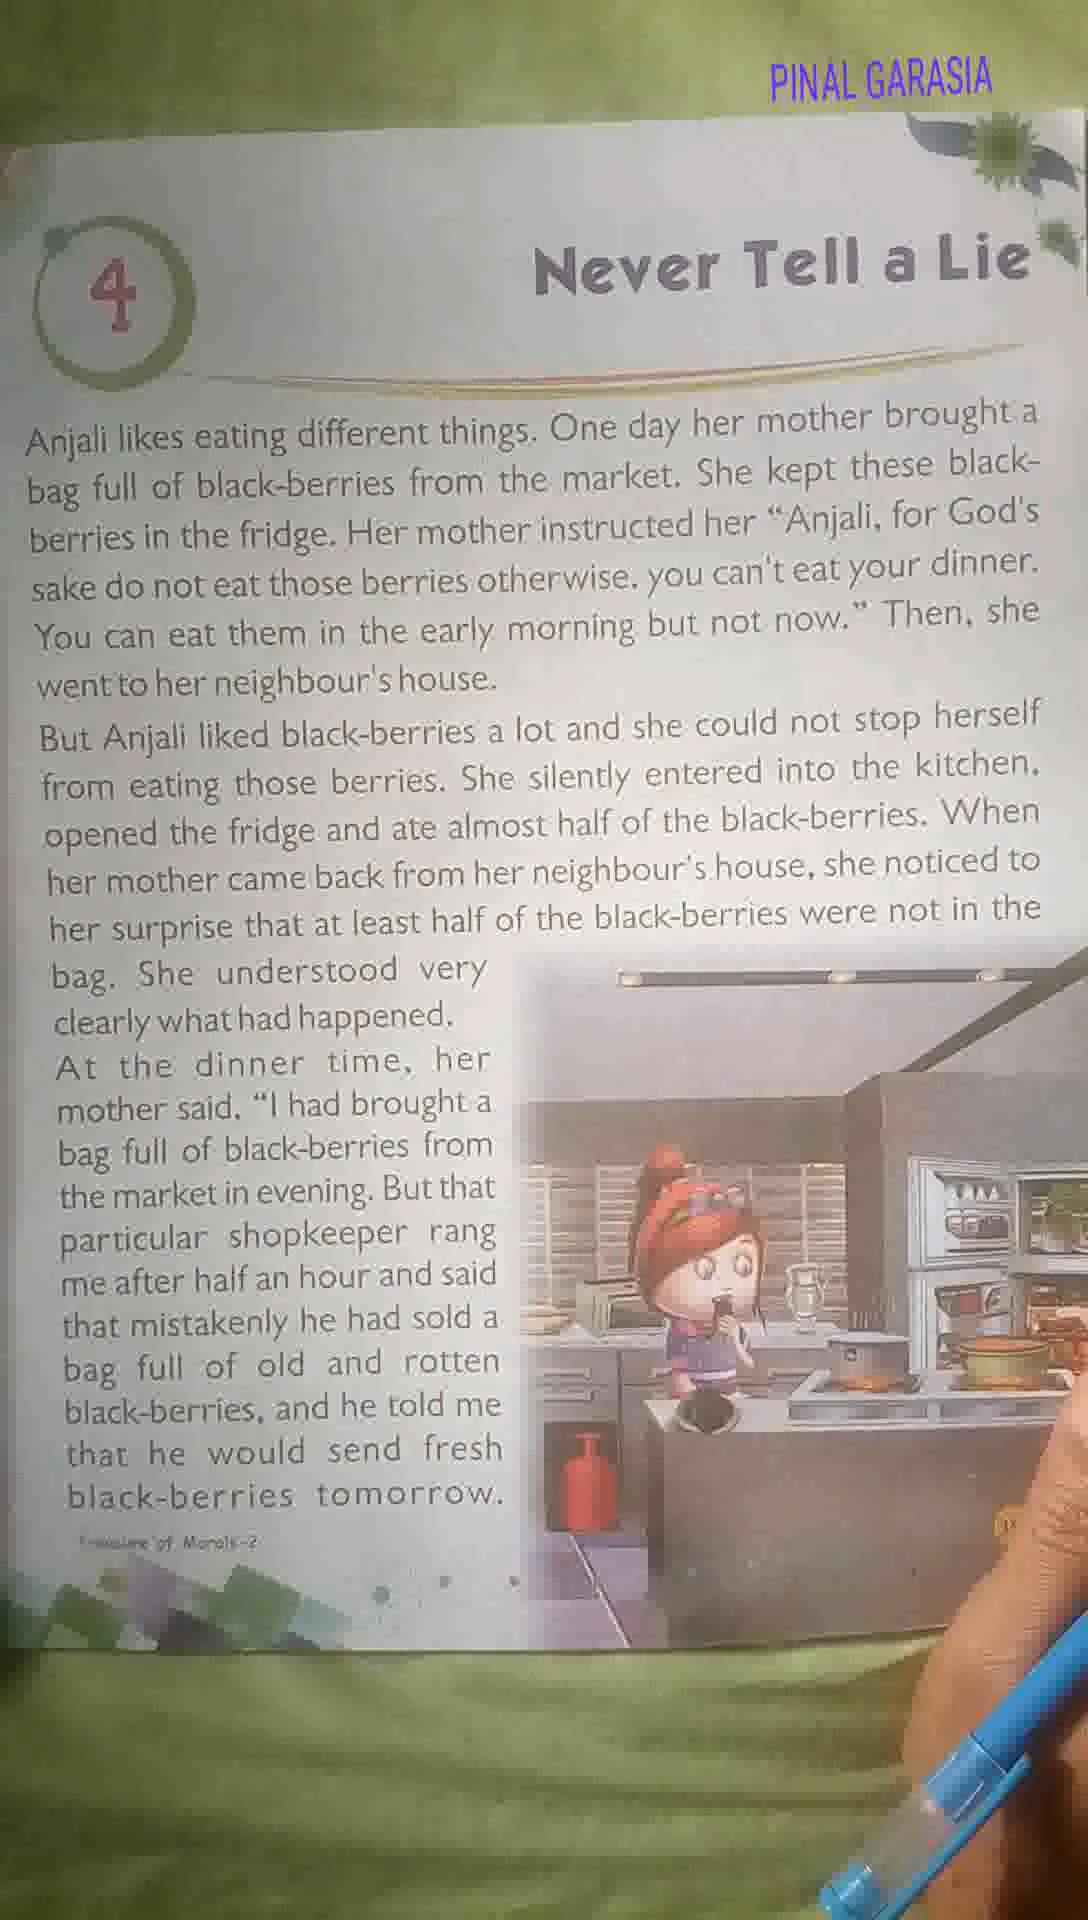 PINAL GARASIA
4
Never Tell a Lie
Anjali likes eating different things. One day her mother brought a
bag full of black-berries from the market. She kept these black-
berries in the fridge. Her mother instructed her “Anjali, for God's
sake do not eat those berries otherwise, you can't eat your dinner.
You can eat them in the early morning but not now.” Then, she
went to her neighbour's house.
But Anjali liked black-berries a lot and she could not stop herself
from eating those berries. She silently entered into the kitchen,
opened the fridge and ate almost half of the black-berries. When
her mother came back from her neighbour's house, she noticed to
her surprise that at least half of the black-berries were not in the
bag. She understood very
clearly what had happened.
At the dinner time, her
mother said, “I had brought a
bag full of black-berries from
the market in evening. But that
particular shopkeeper rang
me after half an hour and said
that mistakenly he had sold a
bag full of old and rotten
black-berries, and he told me
that he would send fresh
black-berries tomorrow.
of Morals-2